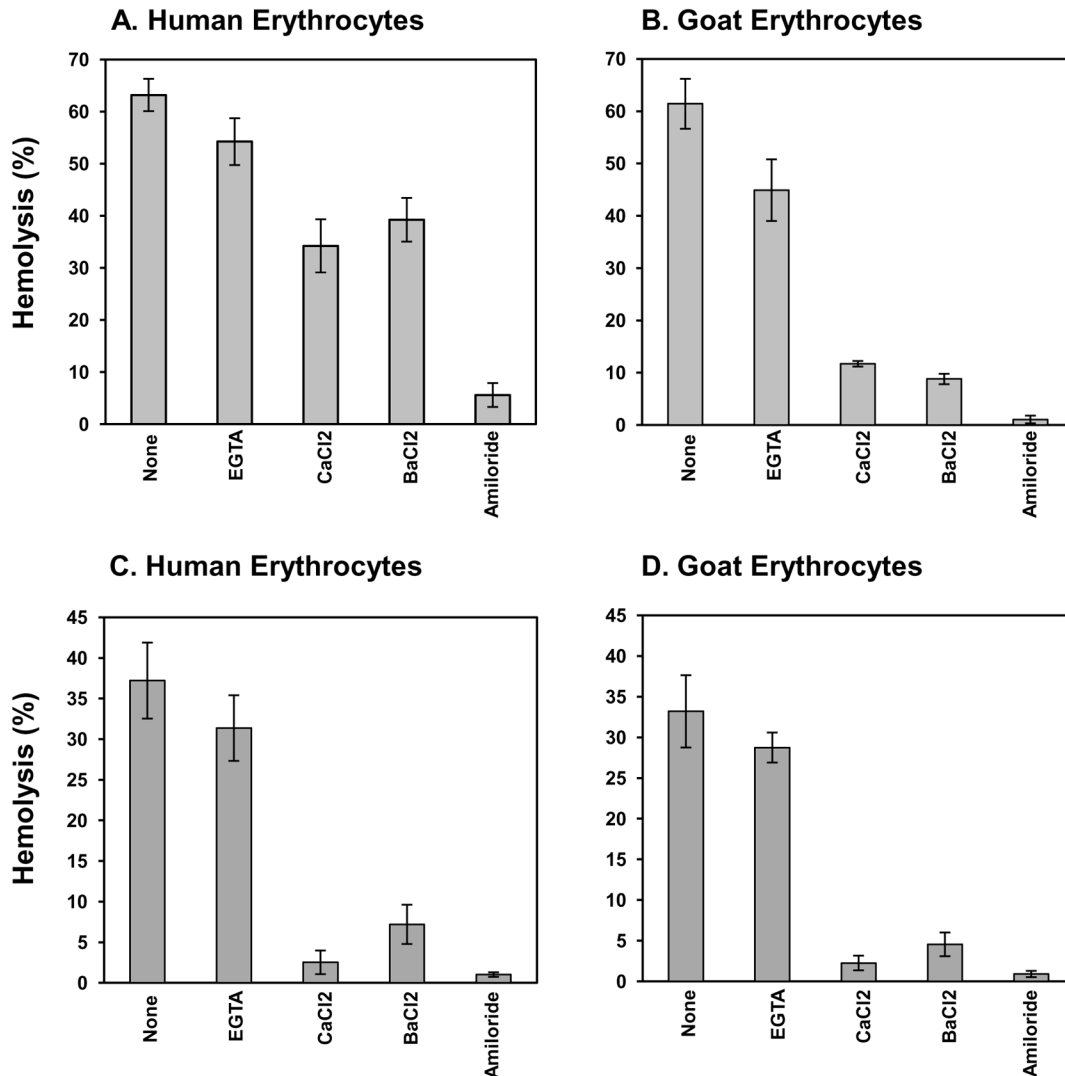 A. Human Erythrocytes
B. Goat Erythrocytes
Hemolysis (%)
70
60
50
40
30
20
10
0
None
EGTA
CaCl2
BaCl2
Amiloride
70
60
50
40
30
20
10
0
None
EGTA
CaCl2
BaCl2
Amiloride
C. Human Erythrocytes
D. Goat Erythrocytes
Hemolysis (%)
45
40
35
30
25
20
15
10
5
0
None
EGTA
CaCl2
BaCl2
Amiloride
45
40
35
30
25
20
15
10
5
0
None
EGTA
CaCl2
BaCl2
Amiloride